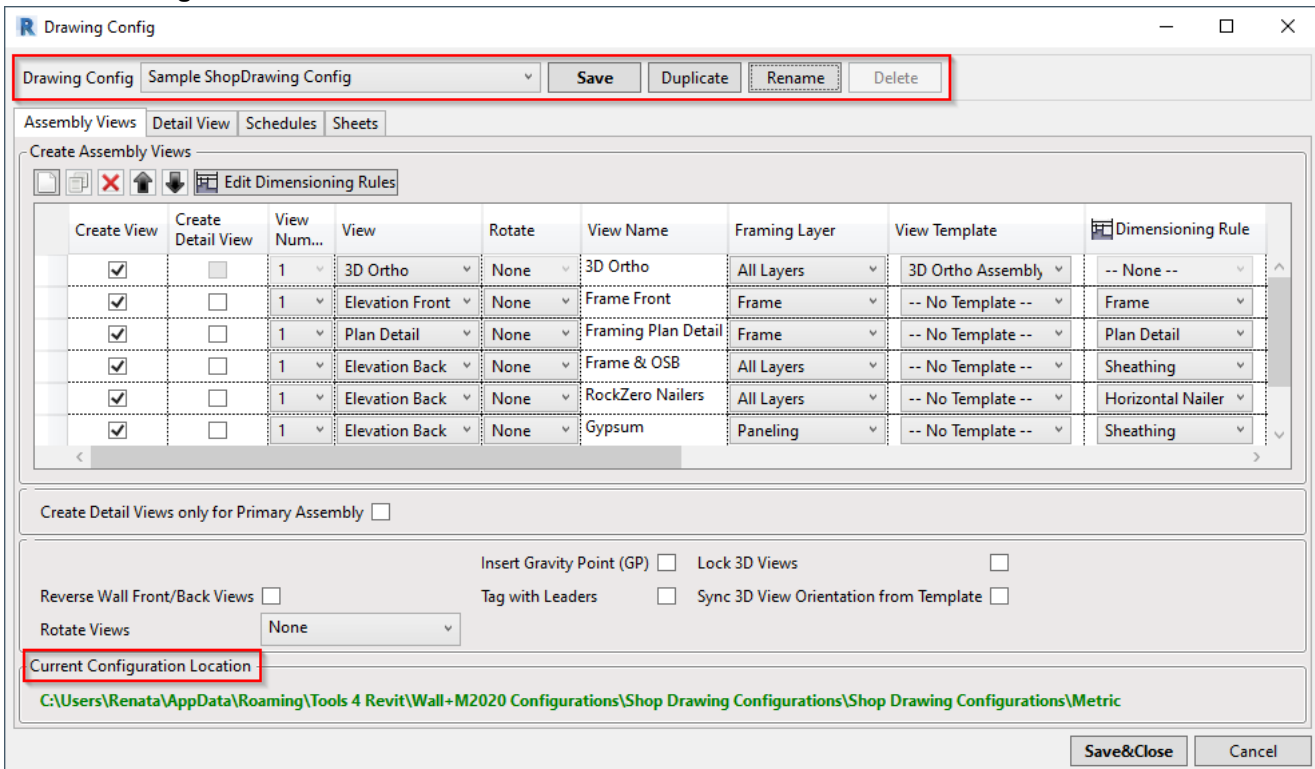 Drawing Config
Drawing Config Sample ShopDrawing Config Save Duplicate Rename Delete
Assembly Views Detail View Schedules Sheets
Create Assembly Views
Edit Dimensioning Rules
Create View Create Detail View View Num... View Rotate View Name Framing Layer View Template Dimensioning Rule
1 3D Ortho None 3D Ortho All Layers 3D Ortho Assembly -- None --
1 Elevation Front None Frame Front Frame -- No Template -- Frame
1 Plan Detail None Framing Plan Detail Frame -- No Template -- Plan Detail
1 Elevation Back None Frame & OSB All Layers -- No Template -- Sheathing
1 Elevation Back None RockZero Nailers All Layers -- No Template -- Horizontal Nailer
1 Elevation Back None Gypsum Paneling -- No Template -- Sheathing
Create Detail Views only for Primary Assembly
Insert Gravity Point (GP) Lock 3D Views
Reverse Wall Front/Back Views Tag with Leaders Sync 3D View Orientation from Template
Rotate Views None
Current Configuration Location
C:\Users\Renata\AppData\Roaming\Tools 4 Revit\Wall+M2020 Configurations\Shop Drawing Configurations\Shop Drawing Configurations\Metric
Save&Close Cancel